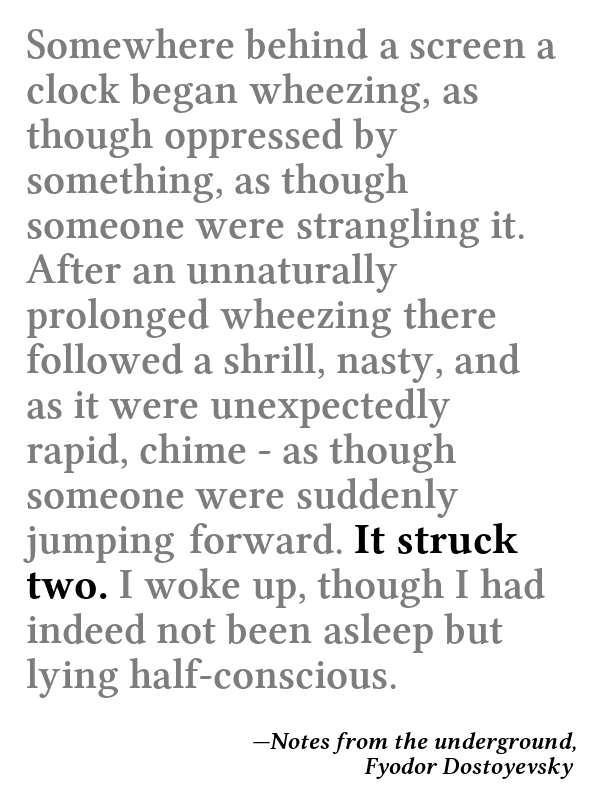 Somewhere behind a screen a
clock began wheezing, as
though oppressed by
something, as though
someone were strangling it.
After an unnaturally
prolonged wheezing there
followed a shrill, nasty, and
as it were unexpectedly
rapid, chime - as though
someone were suddenly
jumping forward. It struck
two. I woke up, though I had
indeed not been asleep but
lying half-conscious.
—Notes from the underground,
Fyodor Dostoyevsky